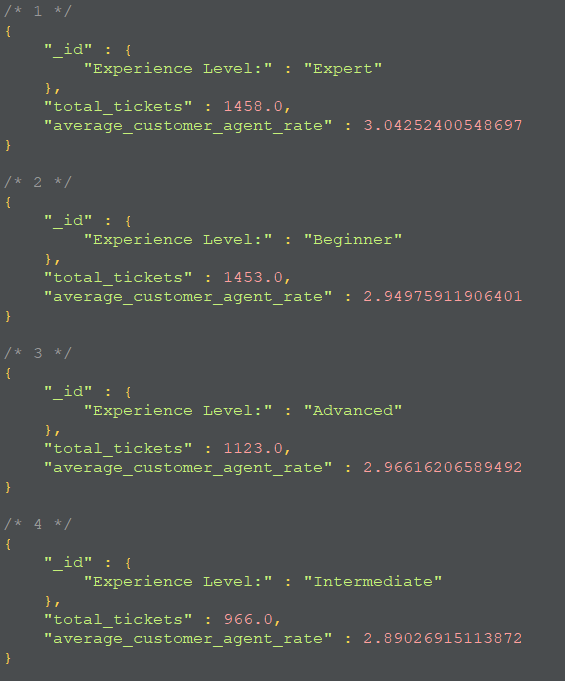 /* 1 */
{
    "_id" : {
        "Experience Level:" : "Expert"
    },
    "total_tickets" : 1458.0,
    "average_customer_agent_rate" : 3.04252400548697
}
/* 2 */
{
    "_id" : {
        "Experience Level:" : "Beginner"
    },
    "total_tickets" : 1453.0,
    "average_customer_agent_rate" : 2.94975911906401
}
/* 3 */
{
    "_id" : {
        "Experience Level:" : "Advanced"
    },
    "total_tickets" : 1123.0,
    "average_customer_agent_rate" : 2.96616206589492
}
/* 4 */
{
    "_id" : {
        "Experience Level:" : "Intermediate"
    },
    "total_tickets" : 966.0,
    "average_customer_agent_rate" : 2.89026915113872
}